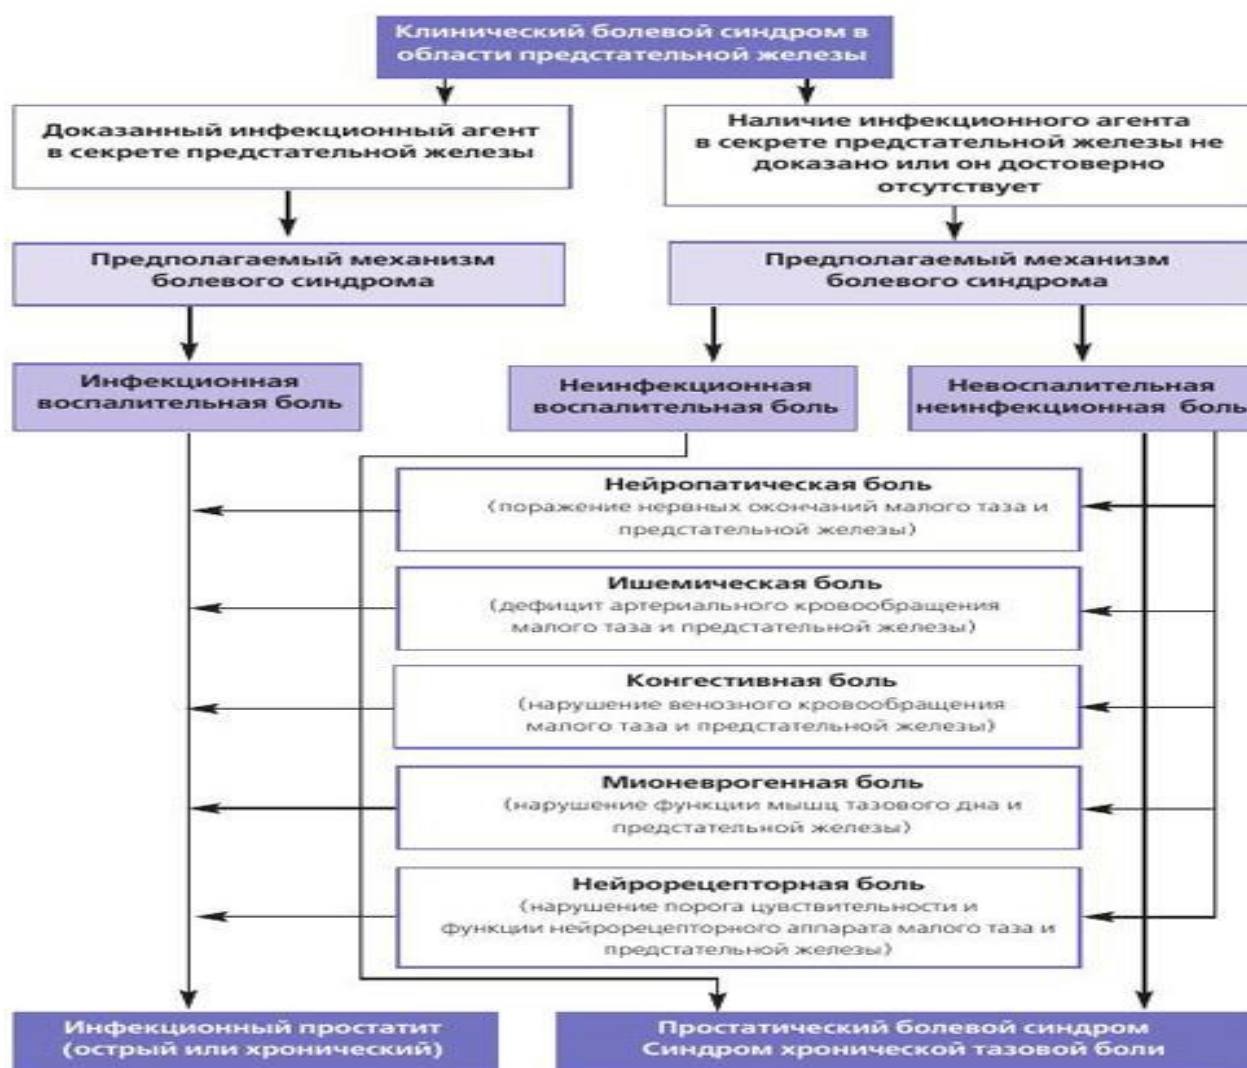 Клинический болевой синдром в
области предстательной железы
Доказанный инфекционный агент
в секрете предстательной железы
Наличие инфекционного агента
в секрете предстательной железы не
доказано или он достоверно
отсутствует
Предполагаемый механизм
болевого синдрома
Предполагаемый механизм
болевого синдрома
Инфекционная
воспалительная боль
Неинфекционная
воспалительная боль
Невоспалительная
неинфекционная боль
Нейропатическая боль
(поражение нервных окончаний малого таза и
предстательной железы)
Ишемическая боль
(дефицит артериального кровообращения
малого таза и предстательной железы)
Конгестивная боль
(нарушение венозного кровообращения
малого таза и предстательной железы)
Мионеврогенная боль
(нарушение функции мышц тазового дна и
предстательной железы)
Нейрорецепторная боль
(нарушение порога цувствительности и
функции нейрорецепторного аппарата малого таза и
предстательной железы)
Инфекционный простатит
(острый или хронический)
Простатический болевой синдром
Синдром хронической тазовой боли